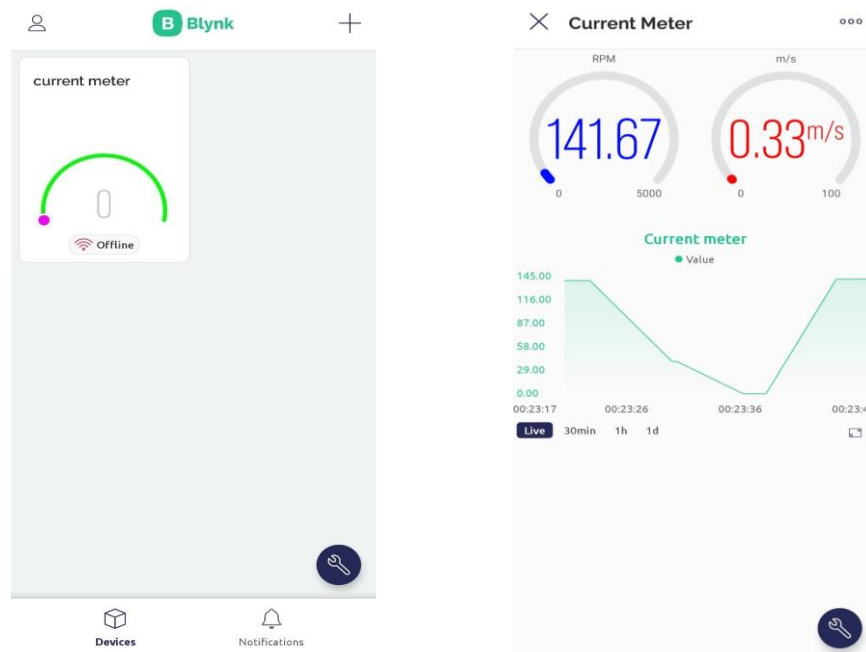 B Blynk
current meter
0
Offline
Devices
Notifications
Current Meter
RPM
m/s
141.67
0.33m/s
0
5000
0
100
Current meter
Value
145.00
116.00
87.00
58.00
29.00
0.00
00:23:17
00:23:26
00:23:36
Live
30min
1h
1d